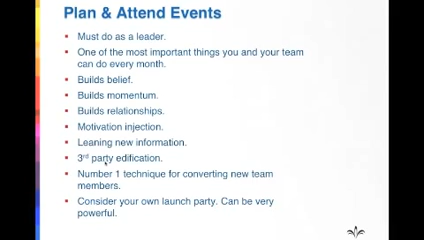 Plan & Attend Events
Must do as a leader.
One of the most important things you and your team
can do every month.
Builds belief.
Builds momentum.
Builds relationships.
Motivation injection.
Leaning new information.
3rd party edification.
Number 1 technique for converting new team
members.
Consider your own launch party. Can be very
powerful.